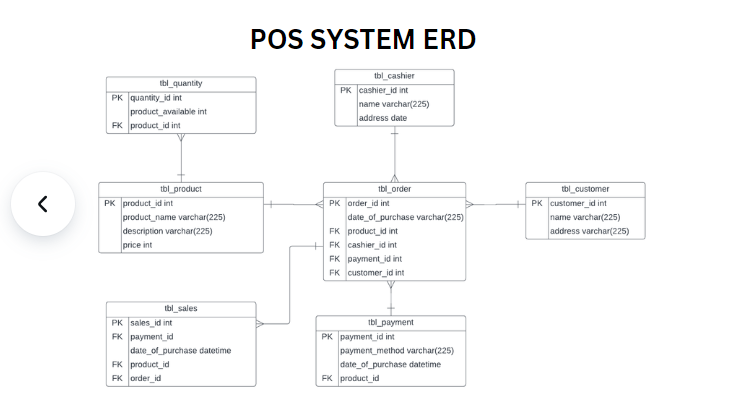 POS SYSTEM ERD
tbl_quantity
PK quantity_id int
product_available int
FK product_id int
tbl_cashier
PK cashier_id int
name varchar(225)
address date
tbl_product
PK product_id int
product_name varchar(225)
description varchar(225)
price int
tbl_order
PK order_id int
date_of_purchase varchar(225)
FK product_id int
FK cashier_id int
FK payment_id int
FK customer_id int
tbl_customer
PK customer_id int
name varchar(225)
address varchar(225)
tbl_sales
PK sales_id int
FK payment_id
date_of_purchase datetime
FK product_id
FK order_id
tbl_payment
PK payment_id int
payment_method varchar(225)
date_of_purchase datetime
FK product_id